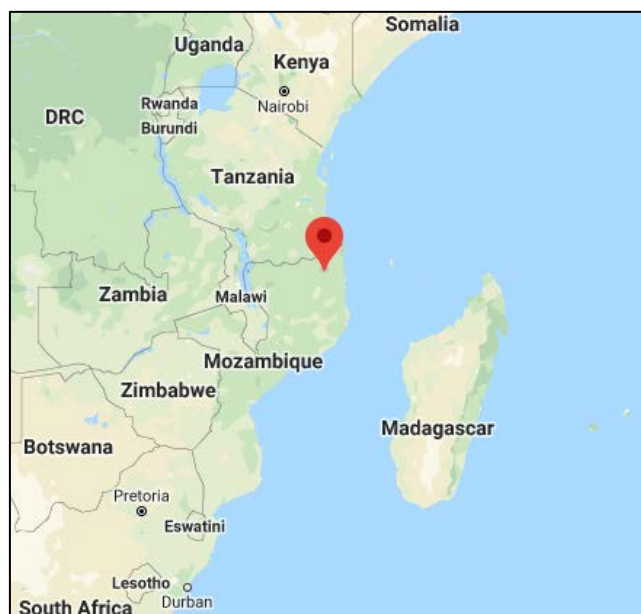 Somalia
Uganda
Kenya
Nairobi
Rwanda
DRC
Burundi
Tanzania
Zambia
Malawi
Mozambique
Zimbabwe
Botswana
Madagascar
Pretoria
Eswatini
Lesotho
Durban
South Africa